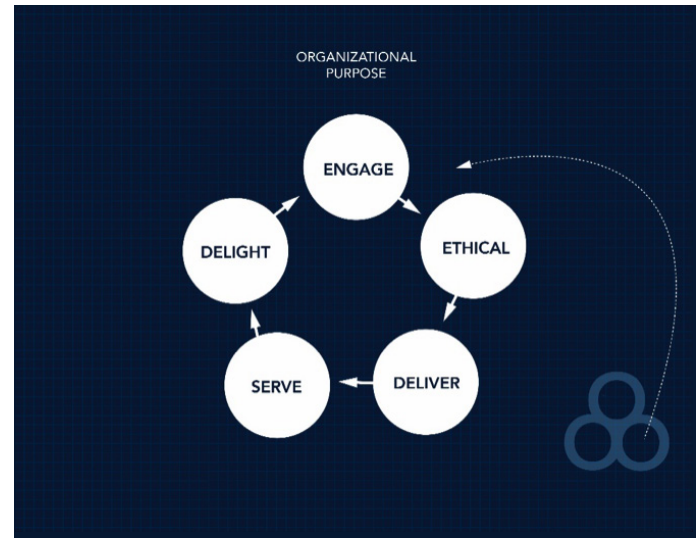 ORGANIZATIONAL
PURPOSE
ENGAGE
ETHICAL
DELIVER
SERVE
DELIGHT